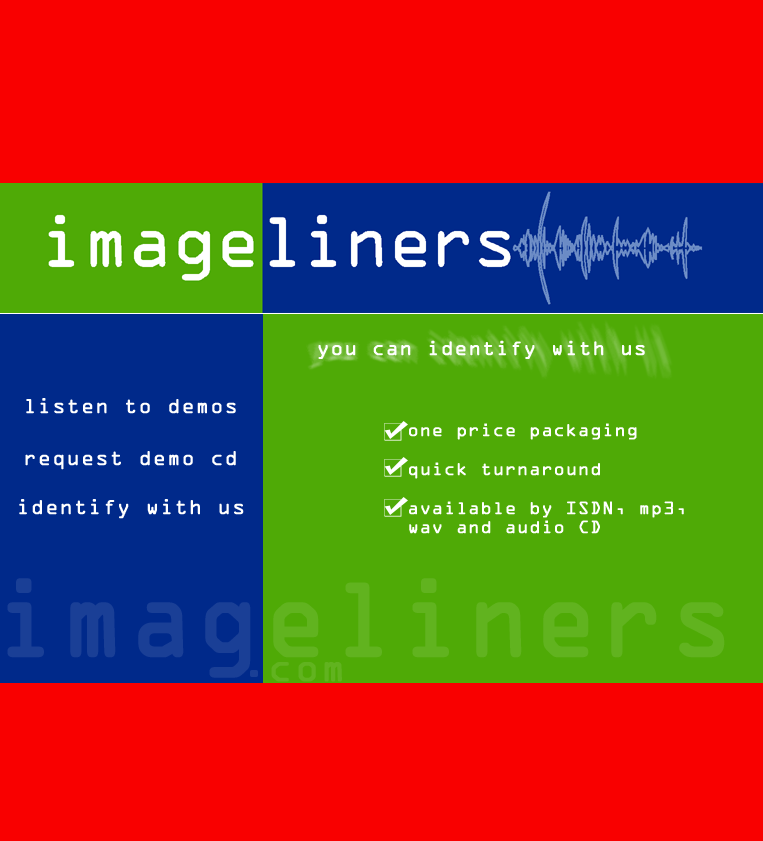 imageliners
you can identify with us
listen to demos
request demo cd
identify with us
one price packaging
quick turnaround
available by ISDN, mp3,
wav and audio CD
imageliners
.com